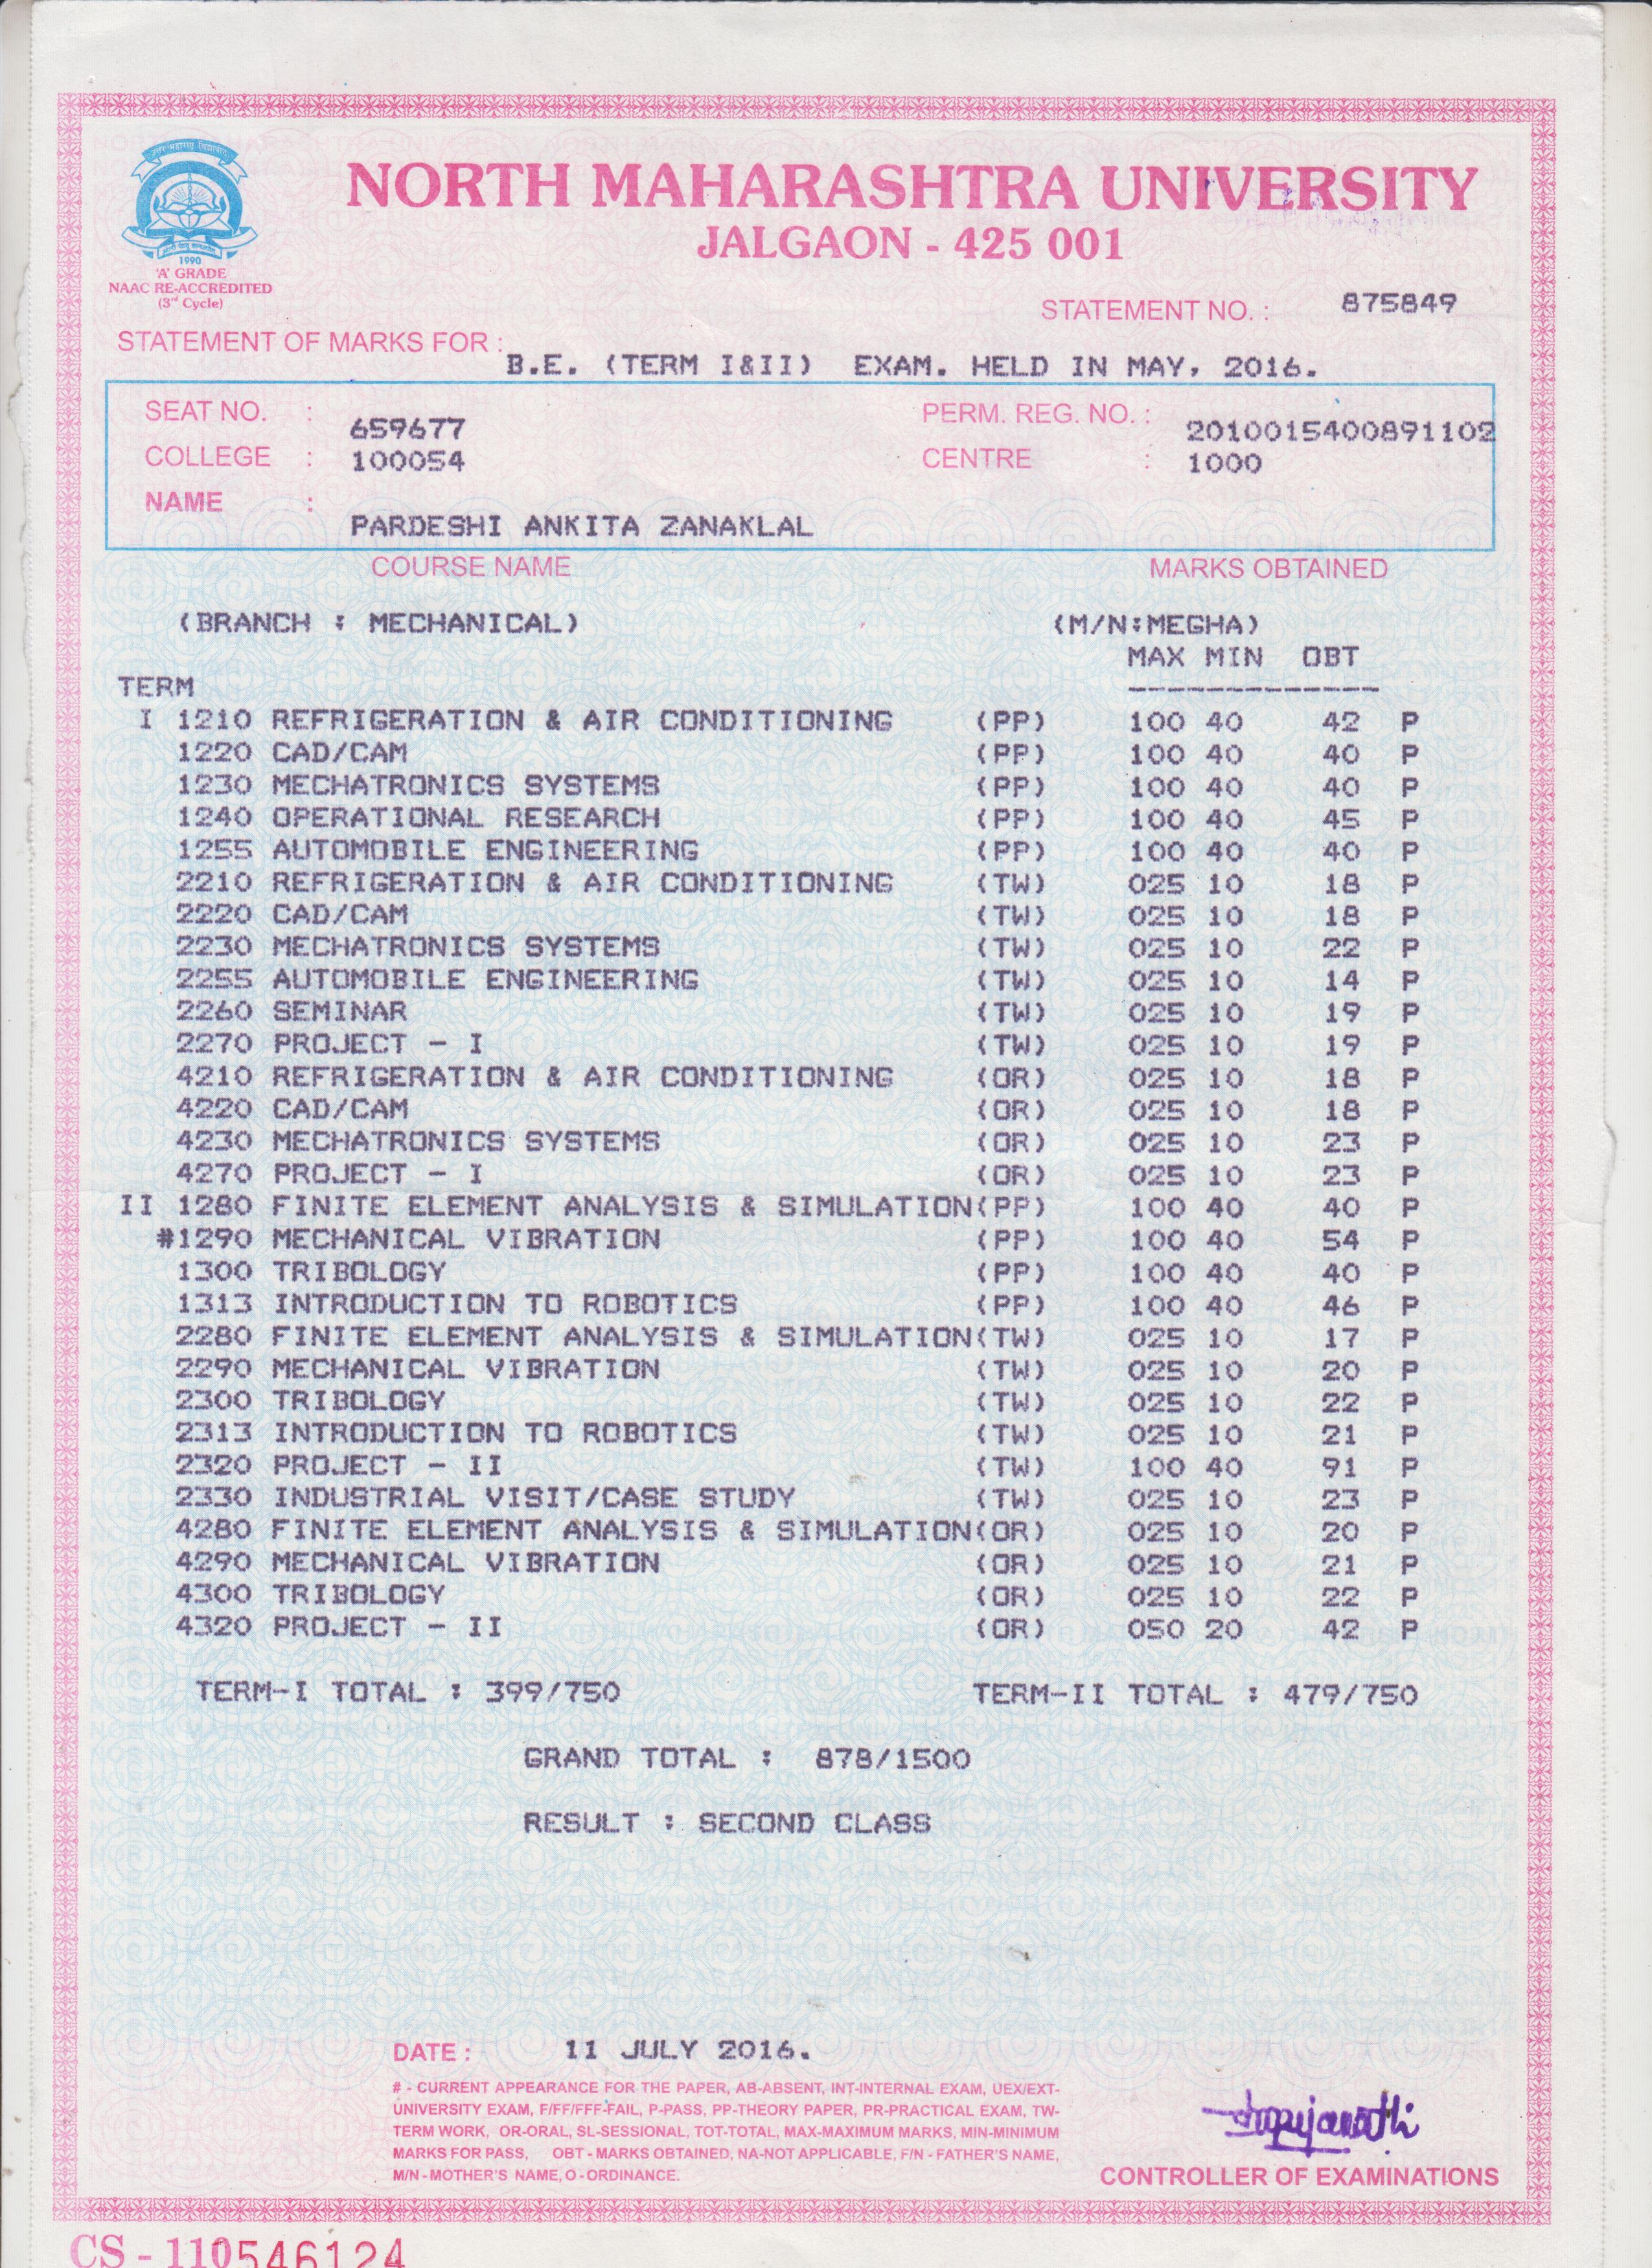 NORTH MAHARASHTRA UNIVERSITY
JALGAON - 425 001
1990
'A' GRADE
NAAC RE-ACCREDITED
(3rd Cycle)
STATEMENT NO. : 875849
STATEMENT OF MARKS FOR :
B.E. (TERM I&II) EXAM. HELD IN MAY, 2016.
SEAT NO. : 659677 PERM. REG. NO. : 2010015400891102
COLLEGE : 100054 CENTRE : 1000
NAME : PARDESHI ANKITA ZANAKLAL
COURSE NAME MARKS OBTAINED
(BRANCH : MECHANICAL) (M/N:MEGHA)
MAX MIN OBT
TERM -------------
I 1210 REFRIGERATION & AIR CONDITIONING (PP) 100 40 42 P
1220 CAD/CAM (PP) 100 40 40 P
1230 MECHATRONICS SYSTEMS (PP) 100 40 40 P
1240 OPERATIONAL RESEARCH (PP) 100 40 45 P
1255 AUTOMOBILE ENGINEERING (PP) 100 40 40 P
2210 REFRIGERATION & AIR CONDITIONING (TW) 025 10 18 P
2220 CAD/CAM (TW) 025 10 18 P
2230 MECHATRONICS SYSTEMS (TW) 025 10 22 P
2255 AUTOMOBILE ENGINEERING (TW) 025 10 14 P
2260 SEMINAR (TW) 025 10 19 P
2270 PROJECT - I (TW) 025 10 19 P
4210 REFRIGERATION & AIR CONDITIONING (OR) 025 10 18 P
4220 CAD/CAM (OR) 025 10 18 P
4230 MECHATRONICS SYSTEMS (OR) 025 10 23 P
4270 PROJECT - I (OR) 025 10 23 P
II 1280 FINITE ELEMENT ANALYSIS & SIMULATION(PP) 100 40 40 P
#1290 MECHANICAL VIBRATION (PP) 100 40 54 P
1300 TRIBOLOGY (PP) 100 40 40 P
1313 INTRODUCTION TO ROBOTICS (PP) 100 40 46 P
2280 FINITE ELEMENT ANALYSIS & SIMULATION(TW) 025 10 17 P
2290 MECHANICAL VIBRATION (TW) 025 10 20 P
2300 TRIBOLOGY (TW) 025 10 22 P
2313 INTRODUCTION TO ROBOTICS (TW) 025 10 21 P
2320 PROJECT - II (TW) 100 40 91 P
2330 INDUSTRIAL VISIT/CASE STUDY (TW) 025 10 23 P
4280 FINITE ELEMENT ANALYSIS & SIMULATION(OR) 025 10 20 P
4290 MECHANICAL VIBRATION (OR) 025 10 21 P
4300 TRIBOLOGY (OR) 025 10 22 P
4320 PROJECT - II (OR) 050 20 42 P
TERM-I TOTAL : 399/750 TERM-II TOTAL : 479/750
GRAND TOTAL : 878/1500
RESULT : SECOND CLASS
DATE : 11 JULY 2016.
# - CURRENT APPEARANCE FOR THE PAPER, AB-ABSENT, INT-INTERNAL EXAM, UEX/EXT-
UNIVERSITY EXAM, F/FF/FFF-FAIL, P-PASS, PP-THEORY PAPER, PR-PRACTICAL EXAM, TW-
TERM WORK, OR-ORAL, SL-SESSIONAL, TOT-TOTAL, MAX-MAXIMUM MARKS, MIN-MINIMUM
MARKS FOR PASS, OBT - MARKS OBTAINED, NA-NOT APPLICABLE, F/N - FATHER'S NAME,
M/N - MOTHER'S NAME, O - ORDINANCE.
CONTROLLER OF EXAMINATIONS
CS - 110546124